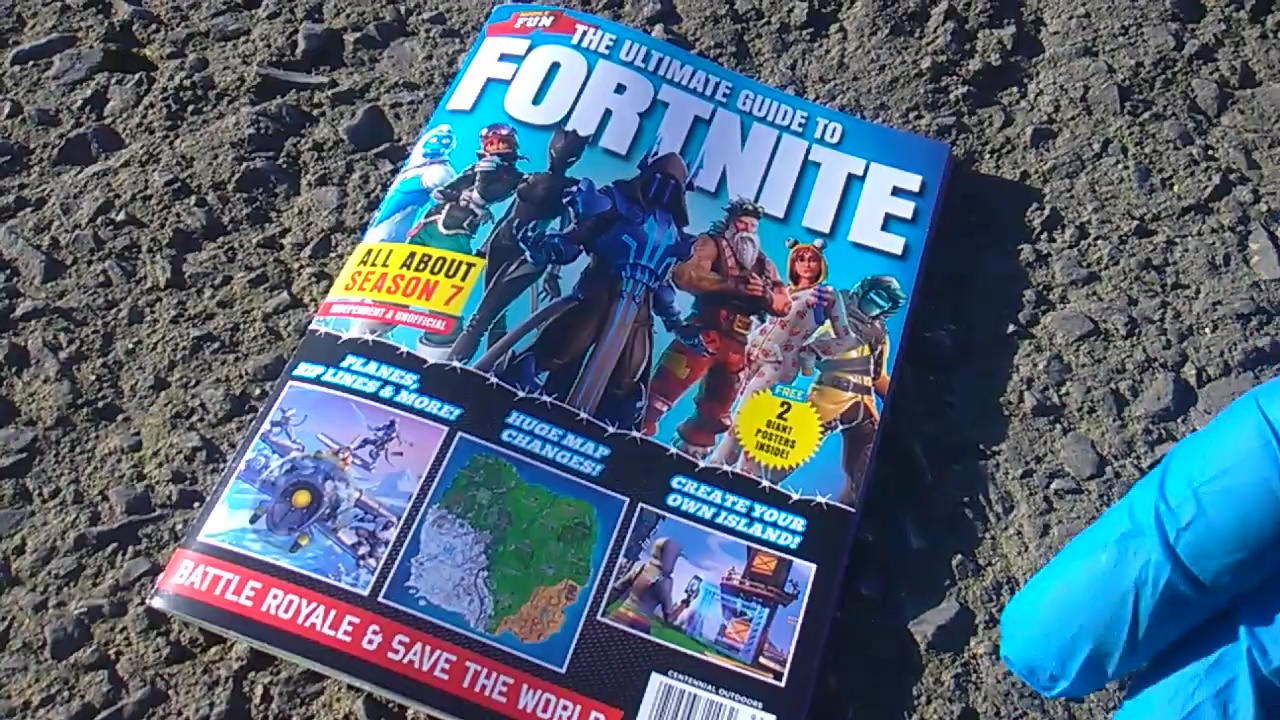 FUN
THE ULTIMATE GUIDE TO
FORTNITE
ALL ABOUT
SEASON 7
INDEPENDENT & UNOFFICIAL
FREE
2
GIANT
POSTERS
INSIDE!
PLANES,
ZIP LINES & MORE!
HUGE MAP
CHANGES!
CREATE YOUR
OWN ISLAND!
BATTLE ROYALE & SAVE THE WORLD
CENTENNIAL OUTDOORS